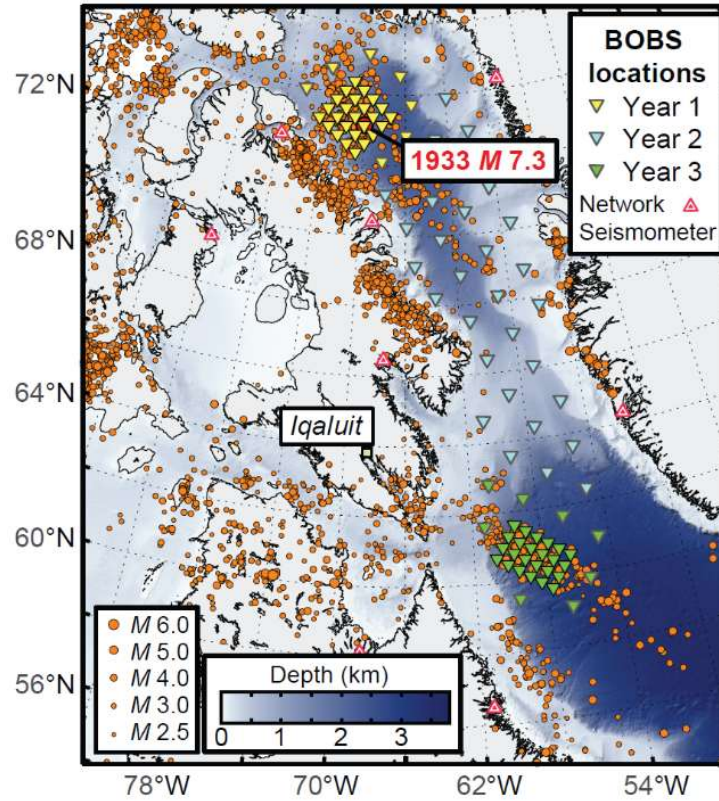 72°N
68°N
64°N
60°N
56°N
78°W
70°W
62°W
54°W
BOBS
locations
Year 1
Year 2
Year 3
Network
Seismometer
1933 M 7.3
Iqaluit
M 6.0
M 5.0
M 4.0
M 3.0
M 2.5
Depth (km)
0 1 2 3